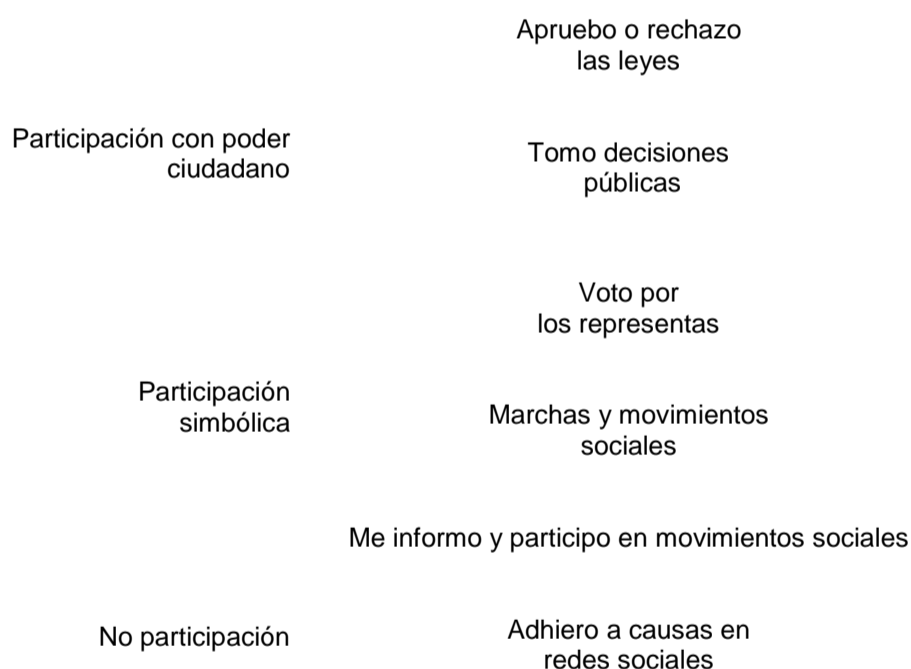 Apruebo o rechazo
las leyes
Participación con poder
ciudadano
Tomo decisiones
públicas
Voto por
los representas
Participación
simbólica
Marchas y movimientos
sociales
Me informo y participo en movimientos sociales
No participación
Adhiero a causas en
redes sociales